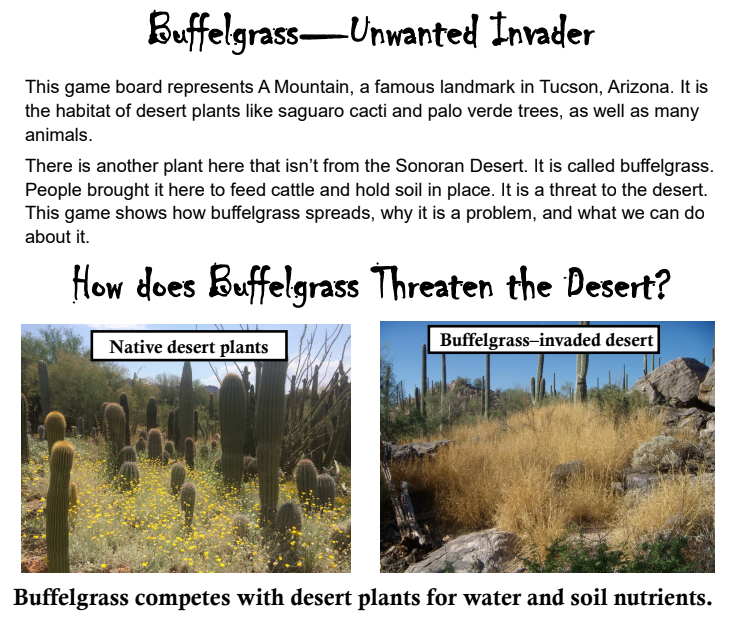 Buffelgrass—Unwanted Invader
This game board represents A Mountain, a famous landmark in Tucson, Arizona. It is
the habitat of desert plants like saguaro cacti and palo verde trees, as well as many
animals.
There is another plant here that isn’t from the Sonoran Desert. It is called buffelgrass.
People brought it here to feed cattle and hold soil in place. It is a threat to the desert.
This game shows how buffelgrass spreads, why it is a problem, and what we can do
about it.
How does Buffelgrass Threaten the Desert?
Native desert plants
Buffelgrass–invaded desert
Buffelgrass competes with desert plants for water and soil nutrients.